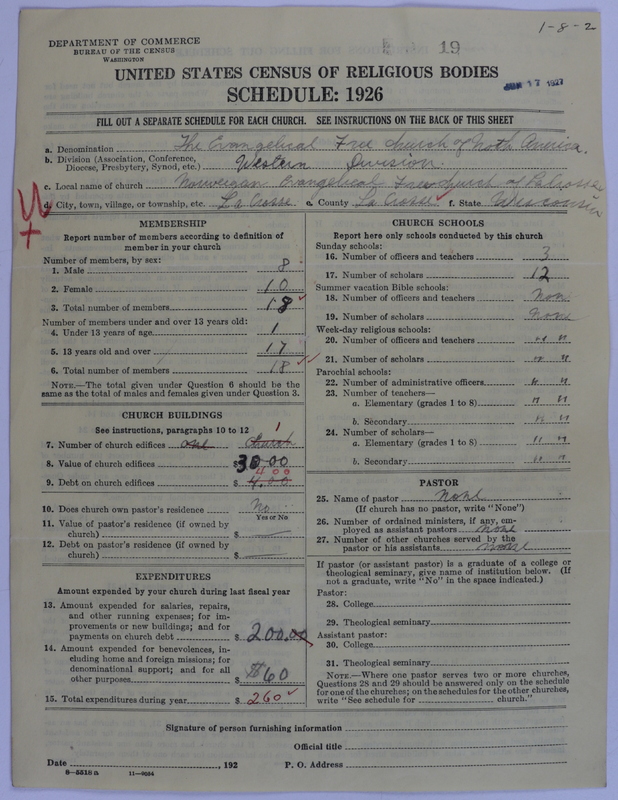 1-8-2
DEPARTMENT OF COMMERCE
BUREAU OF THE CENSUS
WASHINGTON
19
UNITED STATES CENSUS OF RELIGIOUS BODIES
JUN 17 1927
SCHEDULE: 1926
FILL OUT A SEPARATE SCHEDULE FOR EACH CHURCH. SEE INSTRUCTIONS ON THE BACK OF THIS SHEET
a. Denomination The Evangelical Free Church of North America.
b. Division (Association, Conference,
Diocese, Presbytery, Synod, etc.) Western Division.
c. Local name of church Norwegian Evangelical Free church of LaCrosse
d. City, town, village, or township, etc. La Crosse e. County La Crosse f. State Wisconsin
MEMBERSHIP
Report number of members according to definition of
member in your church
Number of members, by sex:
1. Male 8
2. Female 10
3. Total number of members 18
Number of members under and over 13 years old:
4. Under 13 years of age 1
5. 13 years old and over 17
6. Total number of members 18
NOTE.—The total given under Question 6 should be the
same as the total of males and females given under Question 3.
CHURCH BUILDINGS
See instructions, paragraphs 10 to 12
7. Number of church edifices one church 1
8. Value of church edifices $3000
9. Debt on church edifices $4.00 400
10. Does church own pastor's residence No
Yes or No
11. Value of pastor's residence (if owned by
church) $
12. Debt on pastor's residence (if owned by
church) $
EXPENDITURES
Amount expended by your church during last fiscal year
13. Amount expended for salaries, repairs,
and other running expenses; for im-
provements or new buildings; and for
payments on church debt $200.00
14. Amount expended for benevolences, in-
cluding home and foreign missions; for
denominational support; and for all
other purposes $60
15. Total expenditures during year $260
CHURCH SCHOOLS
Report here only schools conducted by this church
Sunday schools:
16. Number of officers and teachers 3
17. Number of scholars 12
Summer vacation Bible schools:
18. Number of officers and teachers Non
19. Number of scholars None
Week-day religious schools:
20. Number of officers and teachers " "
21. Number of scholars " "
Parochial schools:
22. Number of administrative officers " "
23. Number of teachers—
a. Elementary (grades 1 to 8) " "
b. Secondary " "
24. Number of scholars—
a. Elementary (grades 1 to 8) " "
b. Secondary " "
PASTOR
25. Name of pastor None
(If church has no pastor, write "None")
26. Number of ordained ministers, if any, em-
ployed as assistant pastors None
27. Number of other churches served by the
pastor or his assistants None
If pastor (or assistant pastor) is a graduate of a college or
theological seminary, give name of institution below. (If
not a graduate, write "No" in the space indicated.)
Pastor:
28. College
29. Theological seminary
Assistant pastor:
30. College
31. Theological seminary
NOTE.—Where one pastor serves two or more churches,
Questions 28 and 29 should be answered only on the schedule
for one of the churches; on the schedules for the other churches,
write "See schedule for church."
Signature of person furnishing information
Official title
Date , 192 P. O. Address
8-5518a 11-9034